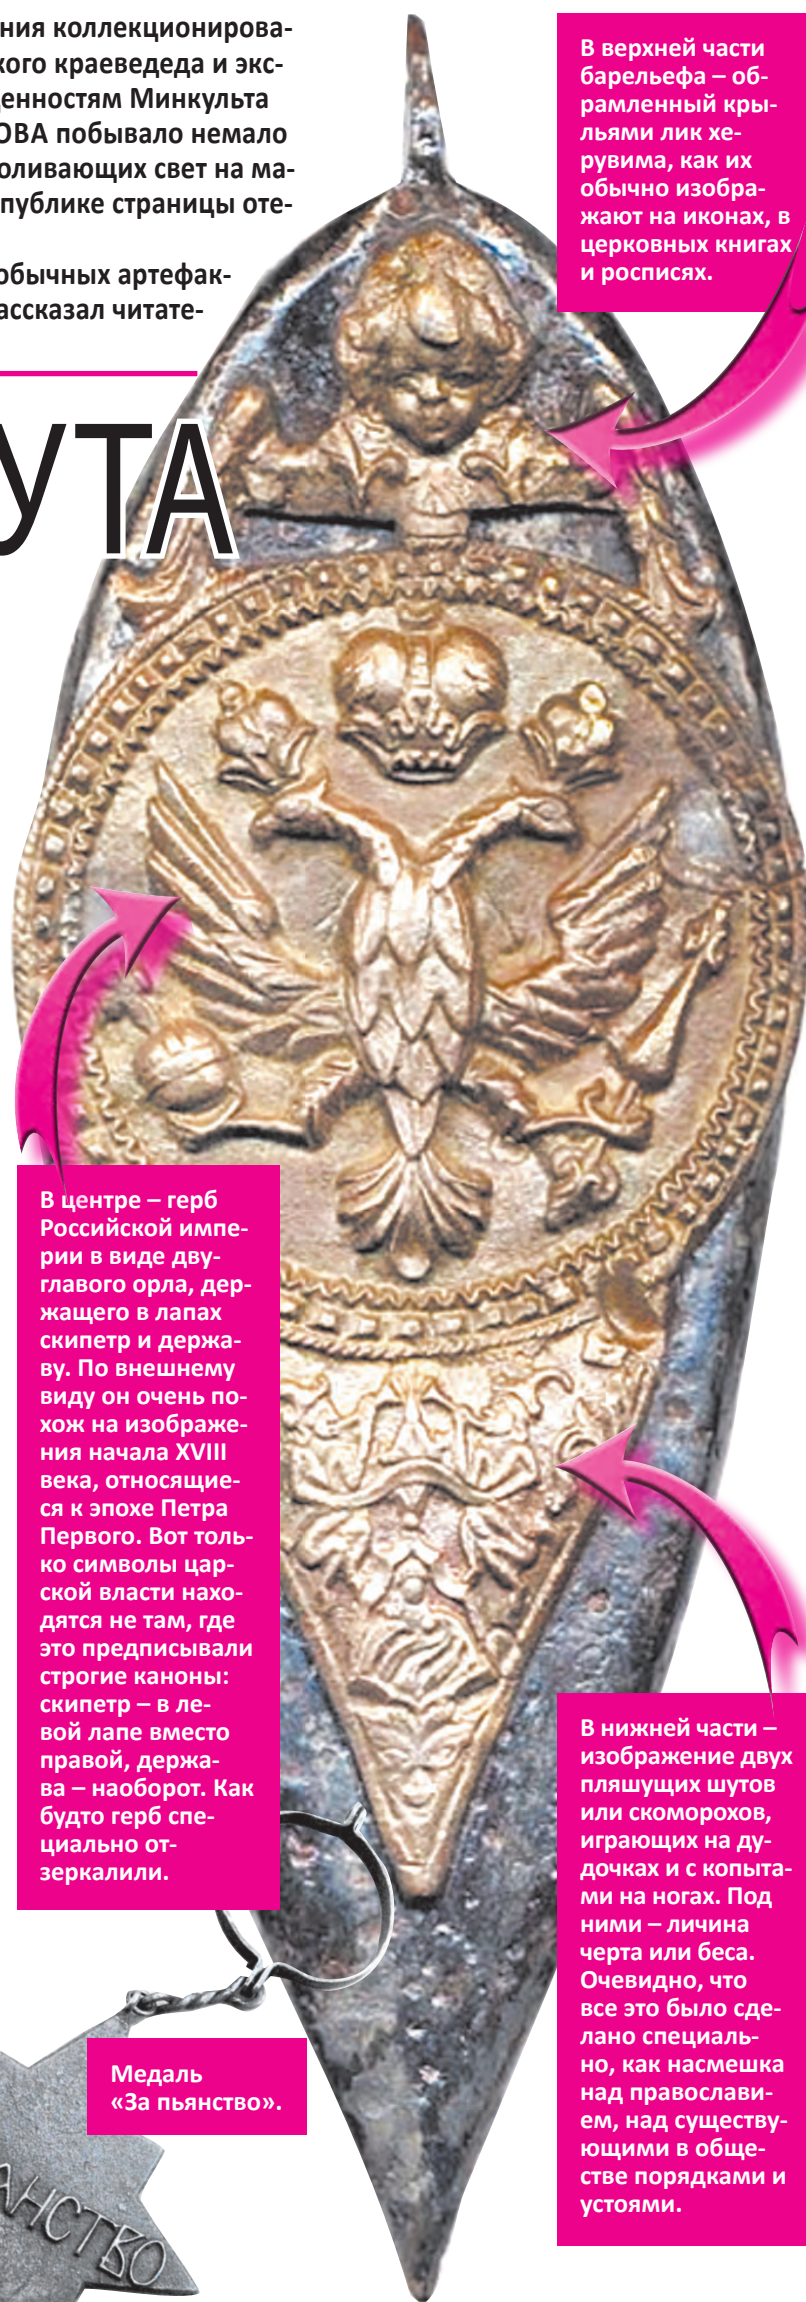 ния коллекционирова-
кого краеведеда и экс-
ценностям Минкульта
ОВА побывало немало
оливающих свет на ма-
публике страницы оте-
обычных артефак-
ассказал читате-
УТА
В верхней части
барельефа – об-
рамленный кры-
льями лик хе-
рувима, как их
обычно изобра-
жают на иконах, в
церковных книгах
и росписях.
В центре – герб
Российской импе-
рии в виде дву-
главого орла, дер-
жащего в лапах
скипетр и держа-
ву. По внешнему
виду он очень по-
хож на изображе-
ния начала XVIII
века, относящие-
ся к эпохе Петра
Первого. Вот толь-
ко символы цар-
ской власти нахо-
дятся не там, где
это предписывали
строгие каноны:
скипетр – в ле-
вой лапе вместо
правой, держа-
ва – наоборот. Как
будто герб спе-
циально от-
зеркалили.
В нижней части –
изображение двух
пляшущих шутов
или скоморохов,
играющих на ду-
дочках и с копыта-
ми на ногах. Под
ними – личина
черта или беса.
Очевидно, что
все это было сде-
лано специаль-
но, как насмешка
над православи-
ем, над существу-
ющими в обще-
стве порядками и
устоями.
Медаль
«За пьянство».
АНСТВО